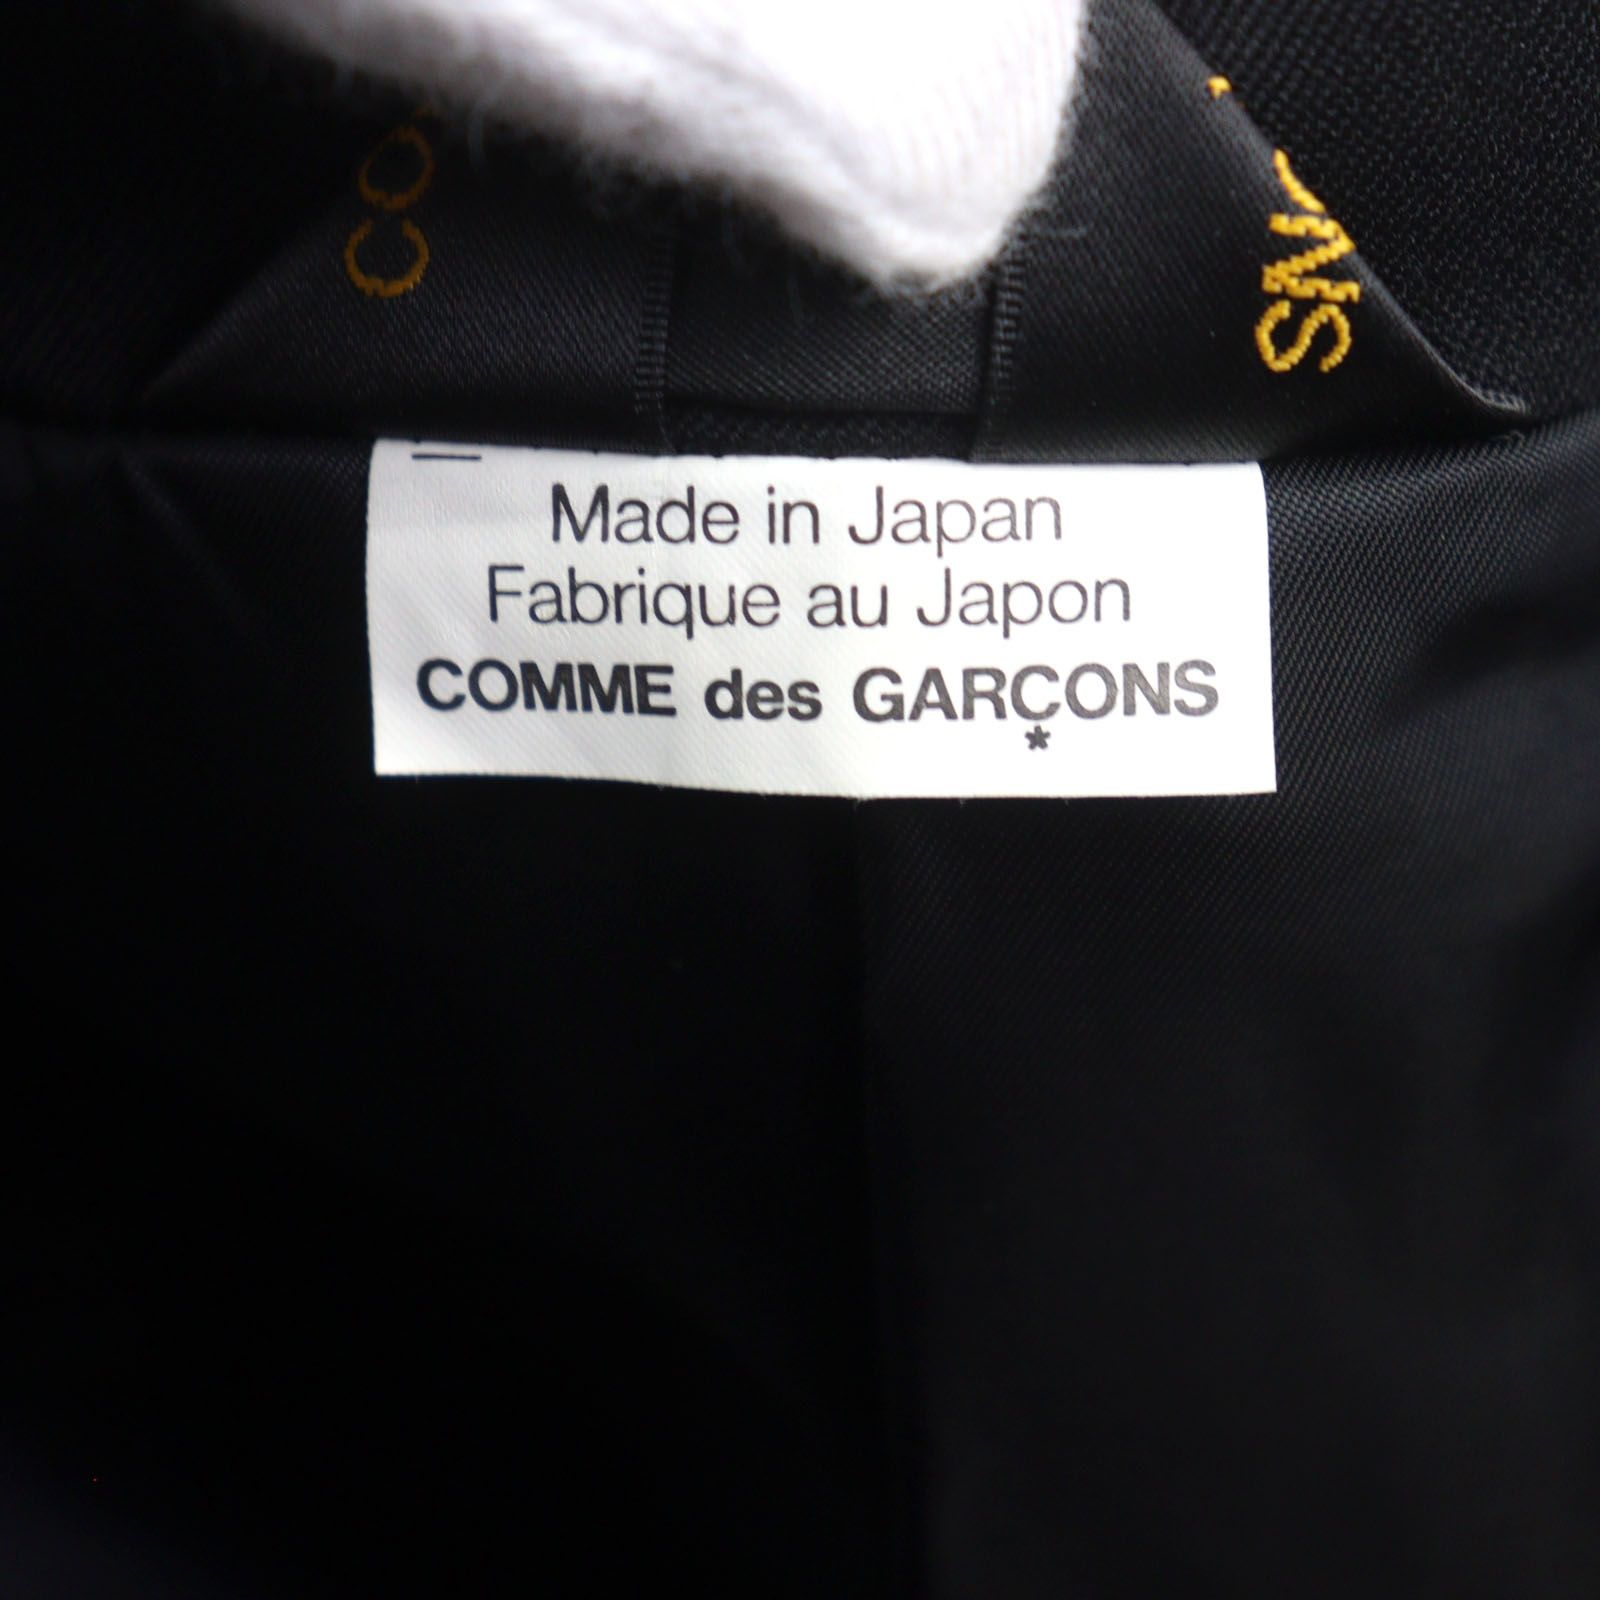 Made in Japan
Fabrique au Japon
COMME des GARÇONS
*